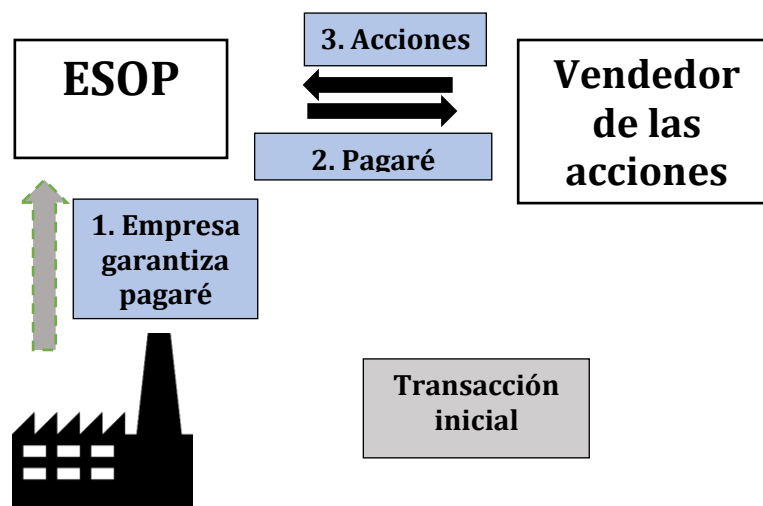 ESOP
3. Acciones
2. Pagaré
Vendedor
de las
acciones
1. Empresa
garantiza
pagaré
Transacción
inicial